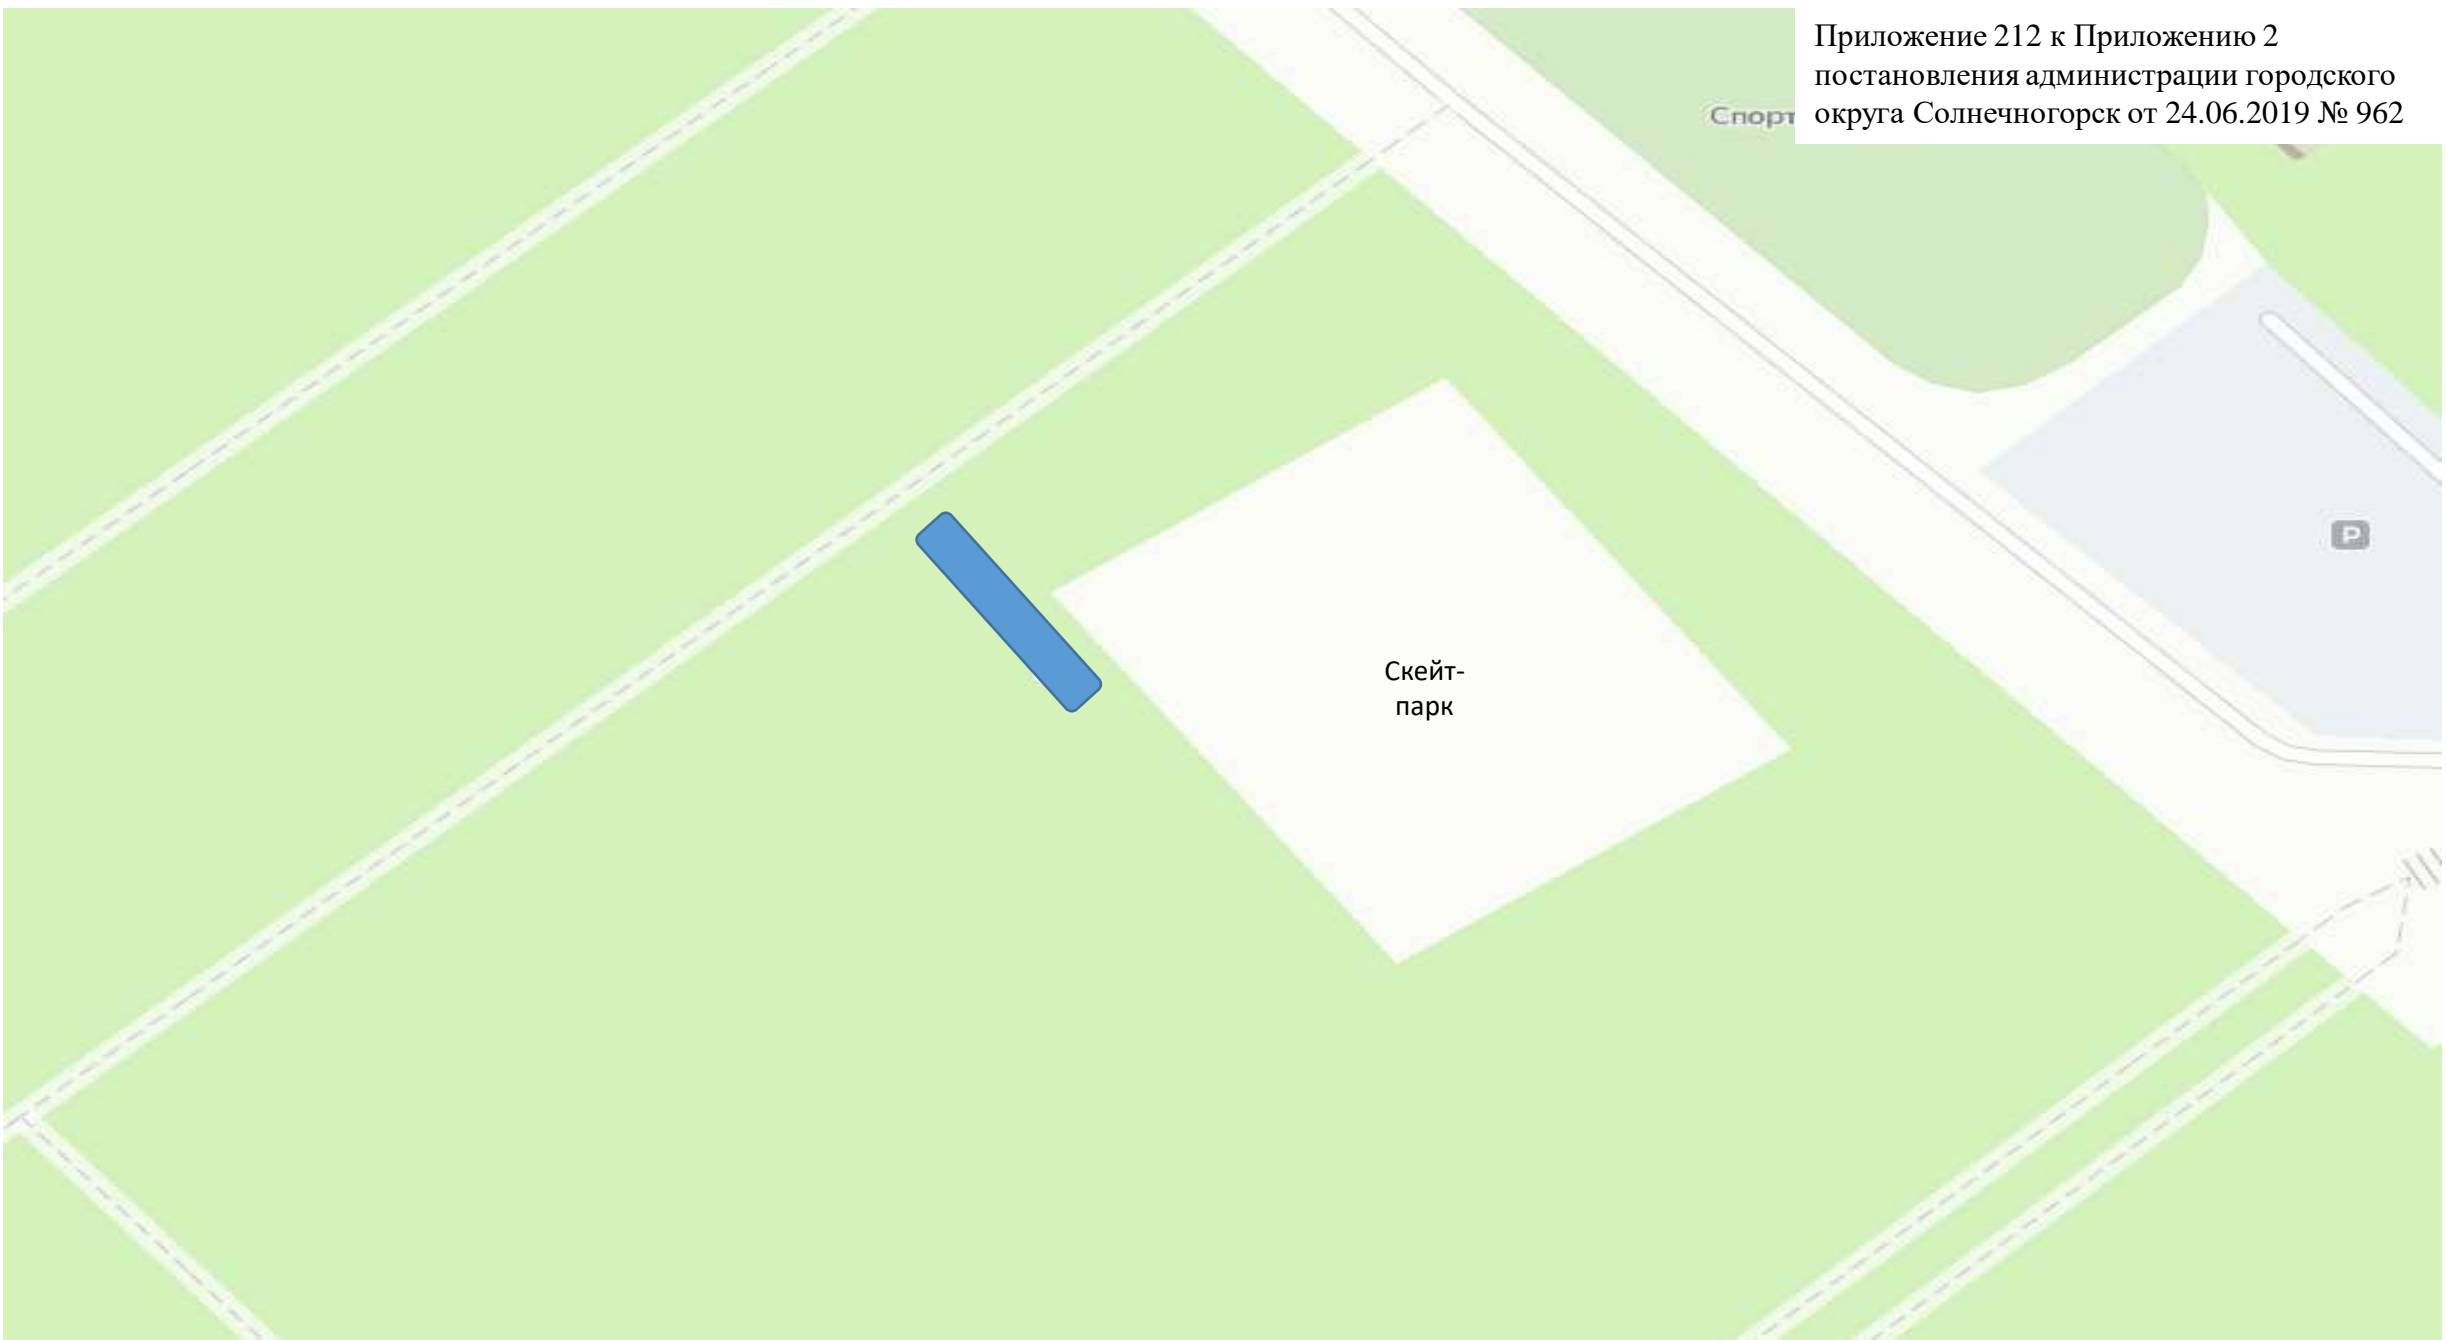 Приложение 212 к Приложению 2
постановления администрации городского
округа Солнечногорск от 24.06.2019 № 962
Спорт
P
Скейт-
парк